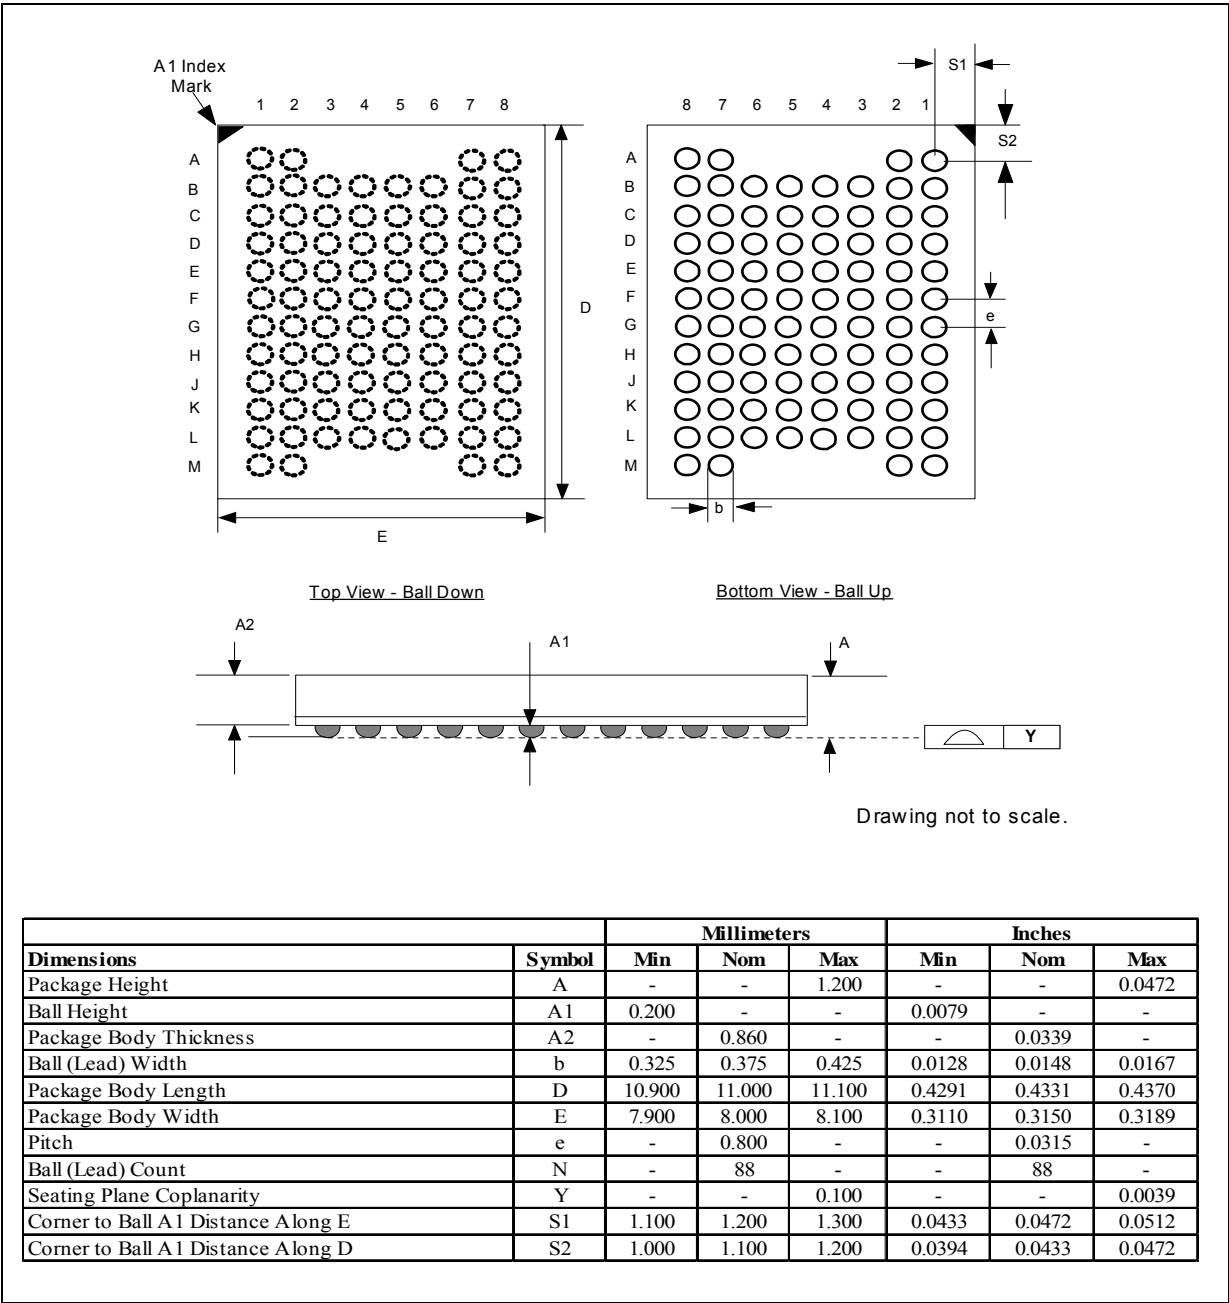 A1 Index
Mark
1 2 3 4 5 6 7 8
A
B
C
D
E
F
G
H
J
K
L
M
D
E
8 7 6 5 4 3 2 1
S1
S2
A
B
C
D
E
F
G
H
J
K
L
M
e
b
Top View - Ball Down
Bottom View - Ball Up
A2
A1
A
Y
Drawing not to scale.
Millimeters Inches
Dimensions Symbol Min Nom Max Min Nom Max
Package Height A - - 1.200 - - 0.0472
Ball Height A1 0.200 - - 0.0079 - -
Package Body Thickness A2 - 0.860 - - 0.0339 -
Ball (Lead) Width b 0.325 0.375 0.425 0.0128 0.0148 0.0167
Package Body Length D 10.900 11.000 11.100 0.4291 0.4331 0.4370
Package Body Width E 7.900 8.000 8.100 0.3110 0.3150 0.3189
Pitch e - 0.800 - - 0.0315 -
Ball (Lead) Count N - 88 - - 88 -
Seating Plane Coplanarity Y - - 0.100 - - 0.0039
Corner to Ball A1 Distance Along E S1 1.100 1.200 1.300 0.0433 0.0472 0.0512
Corner to Ball A1 Distance Along D S2 1.000 1.100 1.200 0.0394 0.0433 0.0472